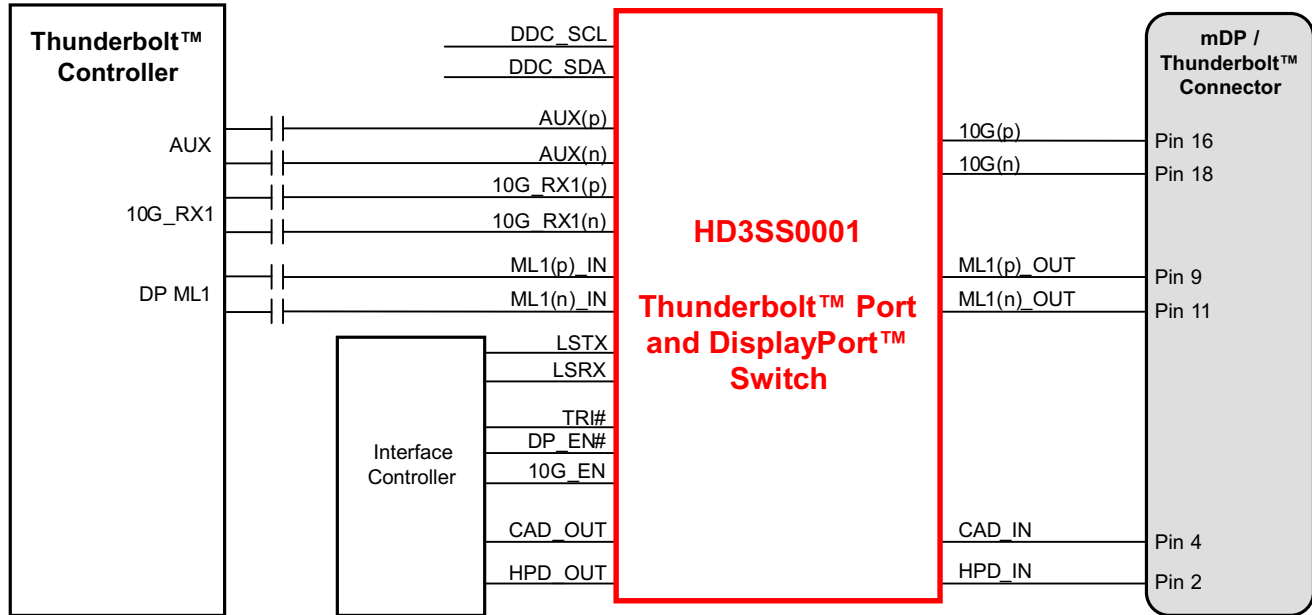 Thunderbolt™
Controller
AUX
10G_RX1
DP ML1
DDC_SCL
DDC_SDA
AUX(p)
AUX(n)
10G_RX1(p)
10G_RX1(n)
ML1(p)_IN
ML1(n)_IN
LSTX
LSRX
TRI#
DP_EN#
10G_EN
CAD_OUT
HPD_OUT
Interface
Controller
HD3SS0001
Thunderbolt™ Port
and DisplayPort™
Switch
10G(p)
10G(n)
ML1(p)_OUT
ML1(n)_OUT
CAD_IN
HPD_IN
mDP /
Thunderbolt™
Connector
Pin 16
Pin 18
Pin 9
Pin 11
Pin 4
Pin 2